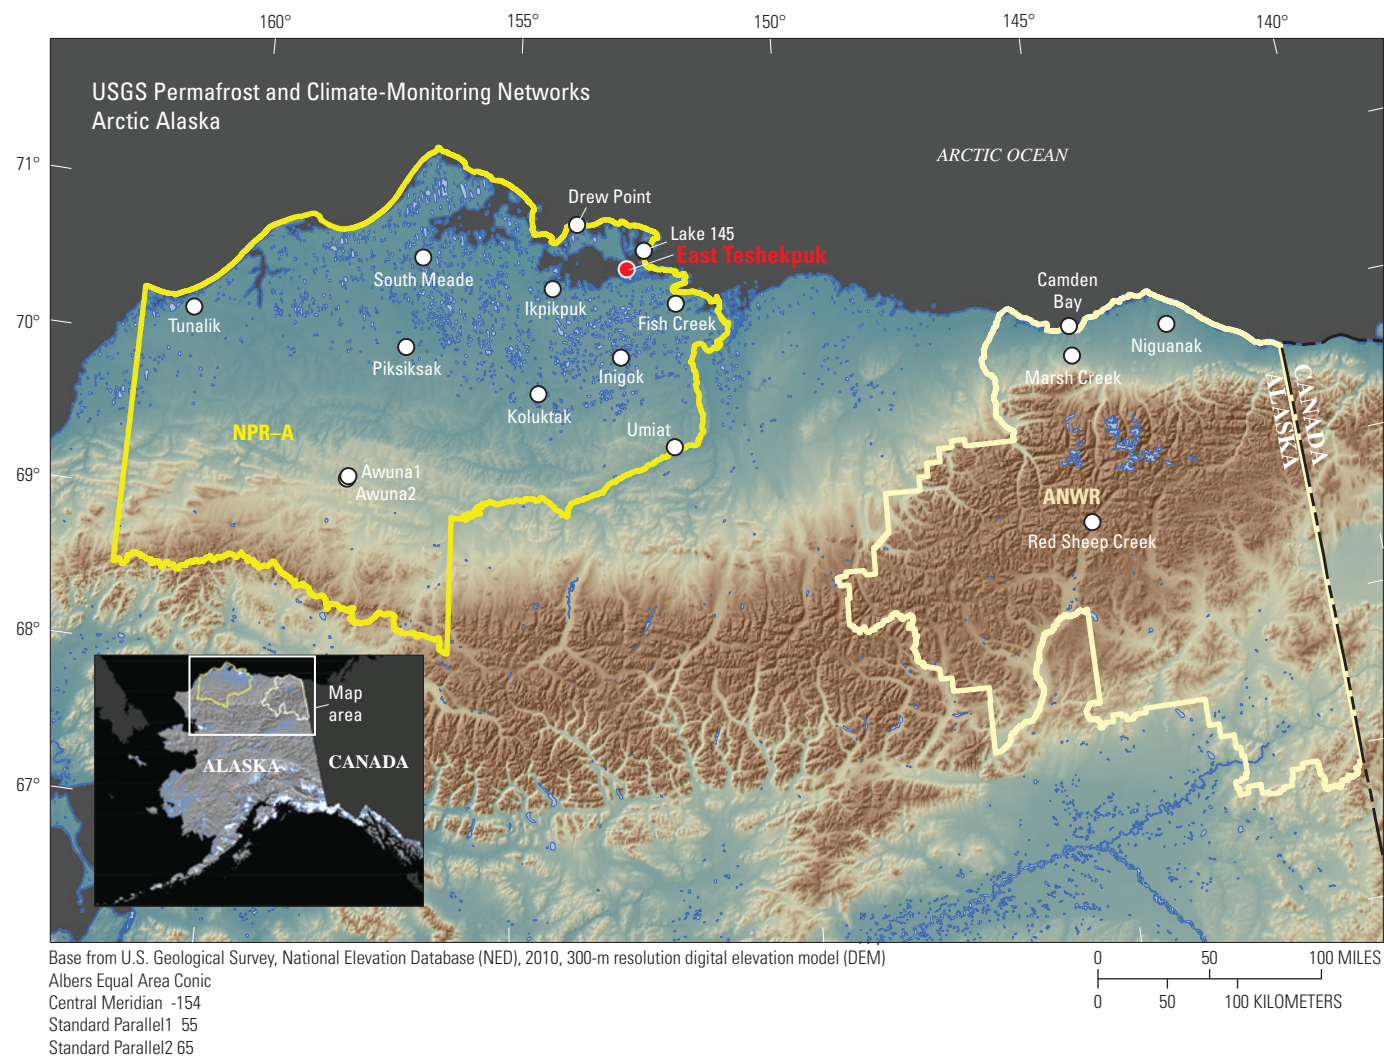 160°
155°
150°
145°
140°
USGS Permafrost and Climate-Monitoring Networks
Arctic Alaska
71°
ARCTIC OCEAN
Drew Point
Lake 145
East Teshekpuk
South Meade
Camden
Bay
Ikpikpuk
70°
Tunalik
Fish Creek
Niguanak
Piksiksak
Inigok
Marsh Creek
CANADA
ALASKA
Koluktak
Umiat
NPR–A
69°
Awuna1
Awuna2
ANWR
Red Sheep Creek
68°
Map
area
ALASKA
CANADA
67°
Base from U.S. Geological Survey, National Elevation Database (NED), 2010, 300-m resolution digital elevation model (DEM)
Albers Equal Area Conic
Central Meridian -154
Standard Parallel1 55
Standard Parallel2 65
0 50 100 MILES
0 50 100 KILOMETERS